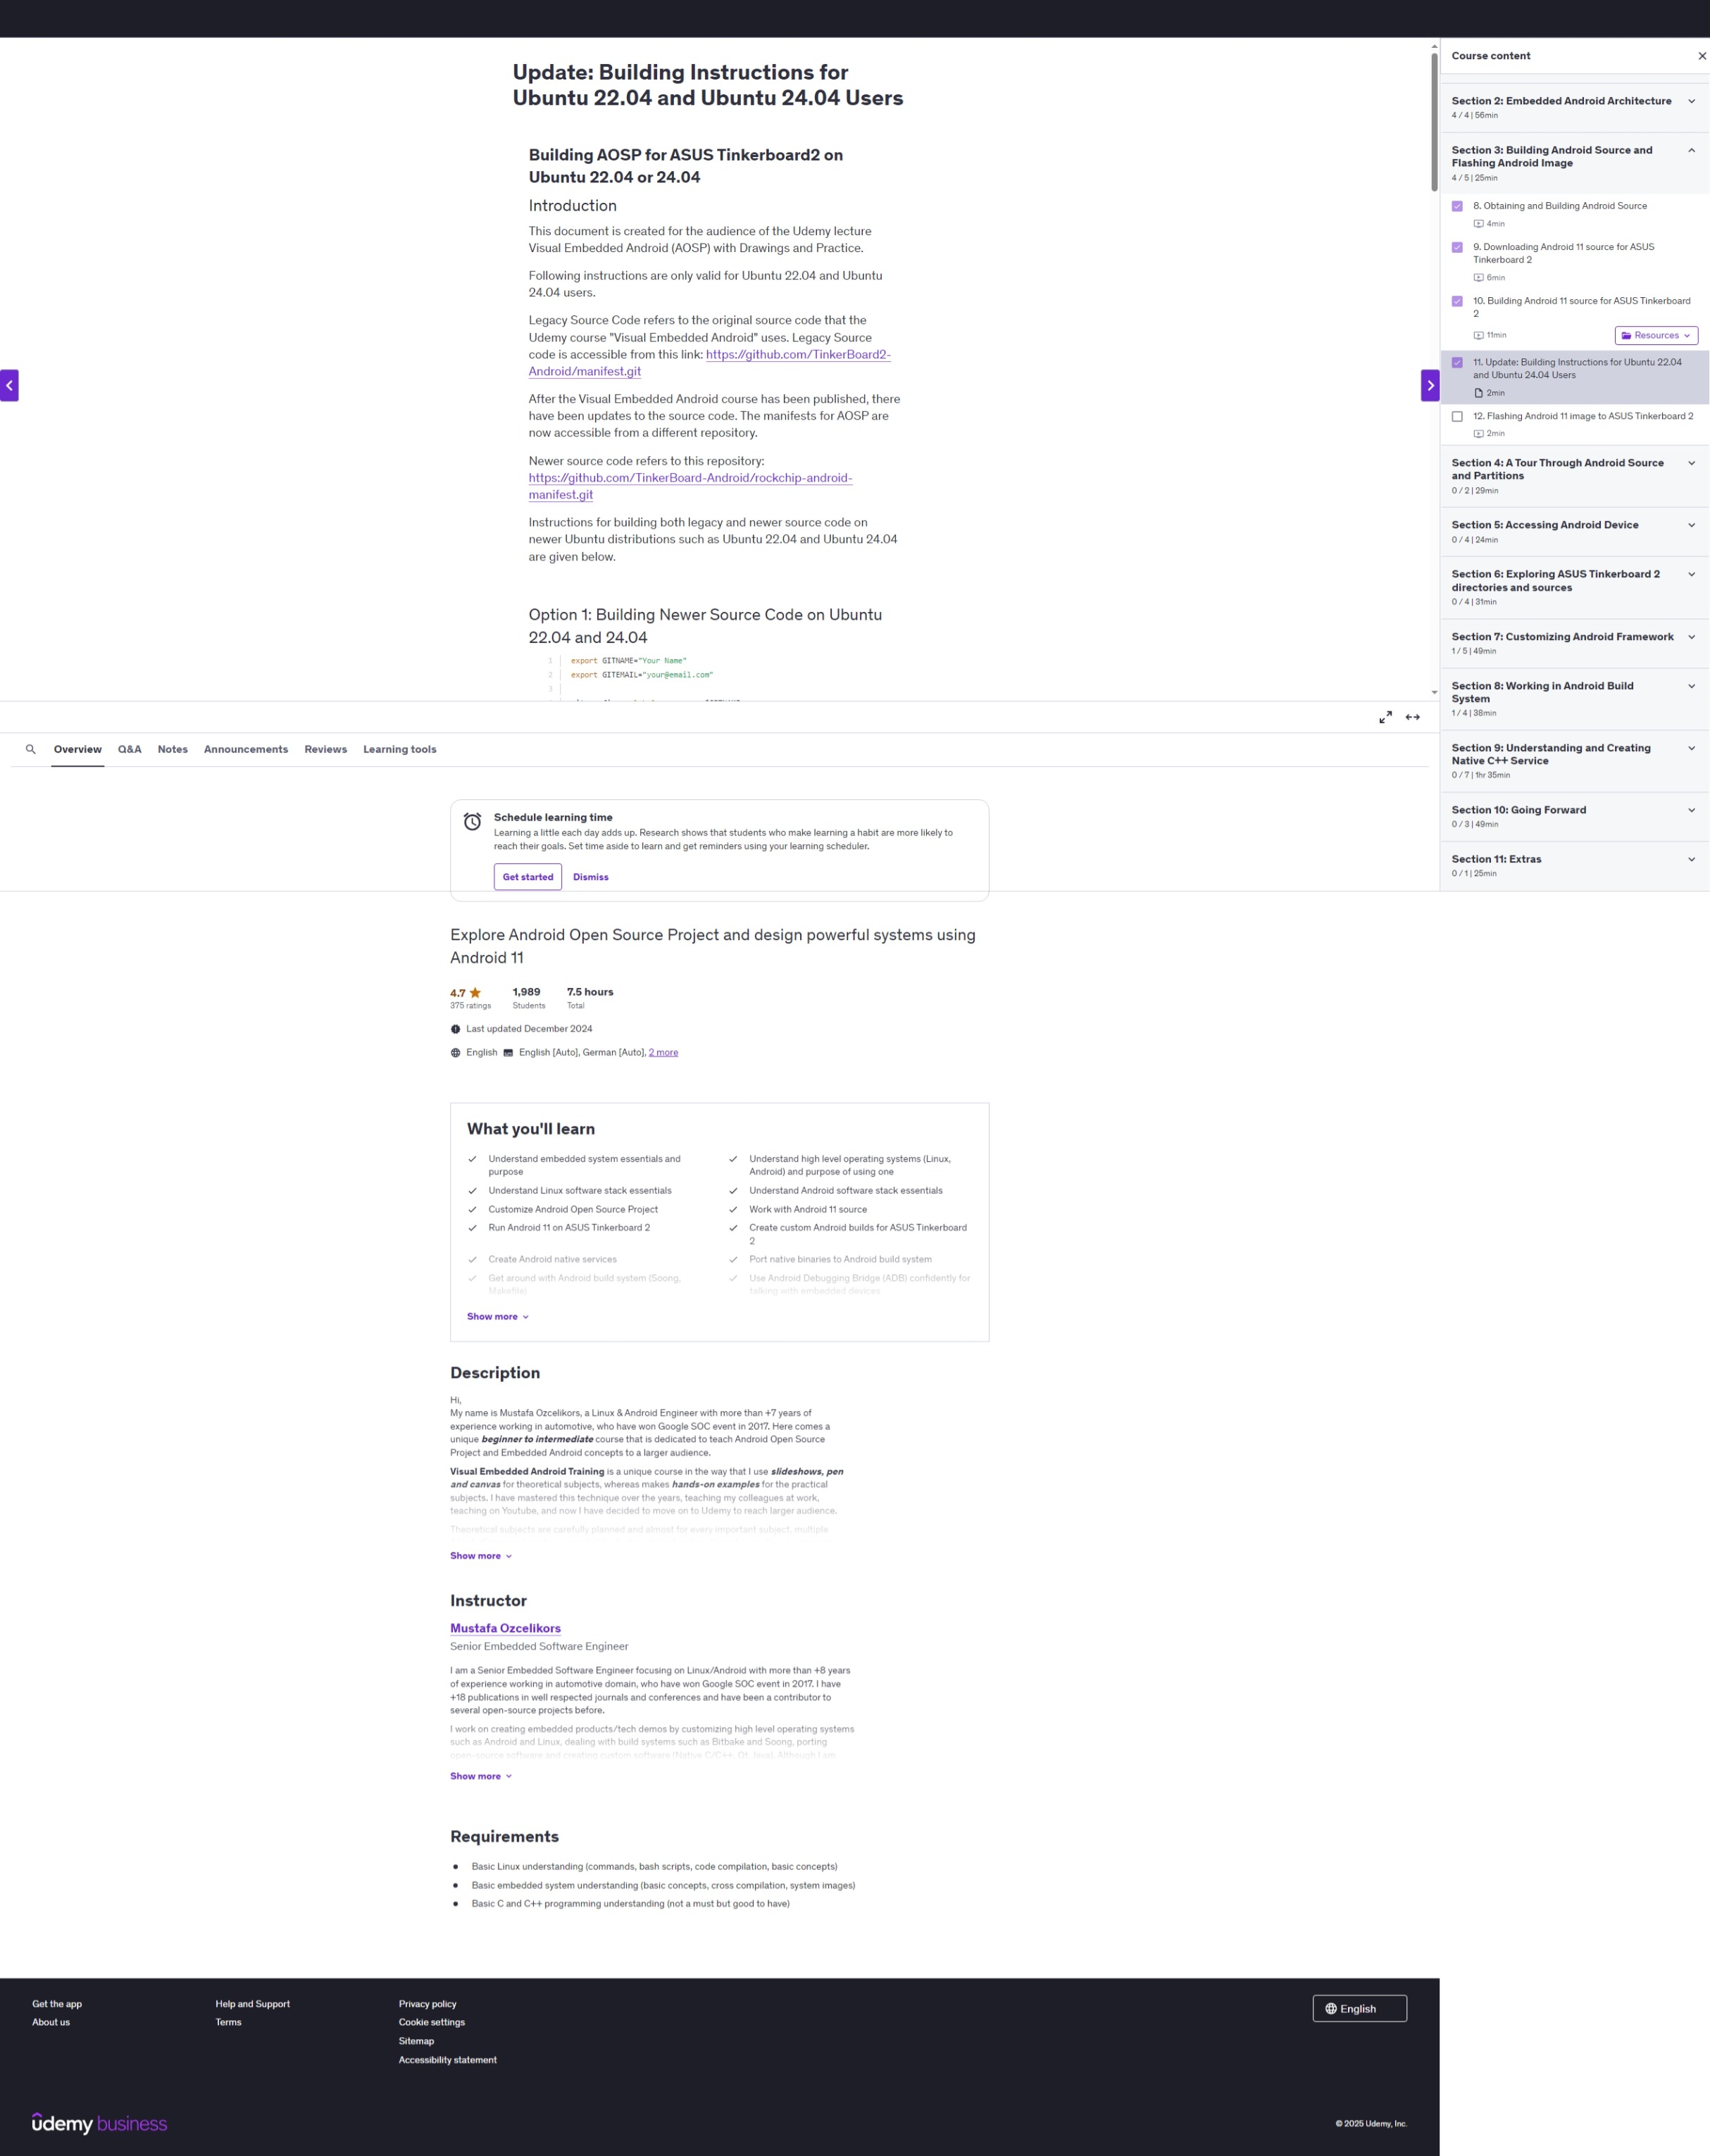 Update: Building Instructions for
Ubuntu 22.04 and Ubuntu 24.04 Users
Building AOSP for ASUS Tinkerboard2 on
Ubuntu 22.04 or 24.04
Introduction
This document is created for the audience of the Udemy lecture
Visual Embedded Android (AOSP) with Drawings and Practice.
Following instructions are only valid for Ubuntu 22.04 and Ubuntu
24.04 users.
Legacy Source Code refers to the original source code that the
Udemy course "Visual Embedded Android" uses. Legacy Source
code is accessible from this link: https://github.com/TinkerBoard2-
Android/manifest.git
After the Visual Embedded Android course has been published, there
have been updates to the source code. The manifests for AOSP are
now accessible from a different repository.
Newer source code refers to this repository:
https://github.com/TinkerBoard-Android/rockchip-android-
manifest.git
Instructions for building both legacy and newer source code on
newer Ubuntu distributions such as Ubuntu 22.04 and Ubuntu 24.04
are given below.
Option 1: Building Newer Source Code on Ubuntu
22.04 and 24.04
1 export GITNAME="Your Name"
2 export GITEMAIL="your@email.com"
3
Course content
Section 2: Embedded Android Architecture
4 / 4 | 56min
Section 3: Building Android Source and
Flashing Android Image
4 / 5 | 25min
8. Obtaining and Building Android Source
4min
9. Downloading Android 11 source for ASUS
Tinkerboard 2
6min
10. Building Android 11 source for ASUS Tinkerboard
2
11min
Resources
11. Update: Building Instructions for Ubuntu 22.04
and Ubuntu 24.04 Users
2min
12. Flashing Android 11 image to ASUS Tinkerboard 2
2min
Section 4: A Tour Through Android Source
and Partitions
0 / 2 | 29min
Section 5: Accessing Android Device
0 / 4 | 24min
Section 6: Exploring ASUS Tinkerboard 2
directories and sources
0 / 4 | 31min
Section 7: Customizing Android Framework
1 / 5 | 49min
Section 8: Working in Android Build
System
1 / 4 | 38min
Section 9: Understanding and Creating
Native C++ Service
0 / 7 | 1hr 35min
Section 10: Going Forward
0 / 3 | 49min
Section 11: Extras
0 / 1 | 25min
Overview Q&A Notes Announcements Reviews Learning tools
Schedule learning time
Learning a little each day adds up. Research shows that students who make learning a habit are more likely to
reach their goals. Set time aside to learn and get reminders using your learning scheduler.
Get started Dismiss
Explore Android Open Source Project and design powerful systems using
Android 11
4.7 1,989 7.5 hours
375 ratings Students Total
Last updated December 2024
English English [Auto], German [Auto], 2 more
What you'll learn
Understand embedded system essentials and
purpose
Understand high level operating systems (Linux,
Android) and purpose of using one
Understand Linux software stack essentials
Understand Android software stack essentials
Customize Android Open Source Project
Work with Android 11 source
Run Android 11 on ASUS Tinkerboard 2
Create custom Android builds for ASUS Tinkerboard
2
Create Android native services
Port native binaries to Android build system
Get around with Android build system (Soong,
Makefile)
Use Android Debugging Bridge (ADB) confidently for
talking with embedded devices
Show more
Description
Hi,
My name is Mustafa Ozcelikors, a Linux & Android Engineer with more than +7 years of
experience working in automotive, who have won Google SOC event in 2017. Here comes a
unique beginner to intermediate course that is dedicated to teach Android Open Source
Project and Embedded Android concepts to a larger audience.
Visual Embedded Android Training is a unique course in the way that I use slideshows, pen
and canvas for theoretical subjects, whereas makes hands-on examples for the practical
subjects. I have mastered this technique over the years, teaching my colleagues at work,
teaching on Youtube, and now I have decided to move on to Udemy to reach larger audience.
Theoretical subjects are carefully planned and almost for every important subject, multiple
Show more
Instructor
Mustafa Ozcelikors
Senior Embedded Software Engineer
I am a Senior Embedded Software Engineer focusing on Linux/Android with more than +8 years
of experience working in automotive domain, who have won Google SOC event in 2017. I have
+18 publications in well respected journals and conferences and have been a contributor to
several open-source projects before.
I work on creating embedded products/tech demos by customizing high level operating systems
such as Android and Linux, dealing with build systems such as Bitbake and Soong, porting
open-source software and creating custom software (Native C/C++, Qt, Java). Although I am
Show more
Requirements
Basic Linux understanding (commands, bash scripts, code compilation, basic concepts)
Basic embedded system understanding (basic concepts, cross compilation, system images)
Basic C and C++ programming understanding (not a must but good to have)
Get the app
About us
Help and Support
Terms
Privacy policy
Cookie settings
Sitemap
Accessibility statement
English
ûdemy business
© 2025 Udemy, Inc.